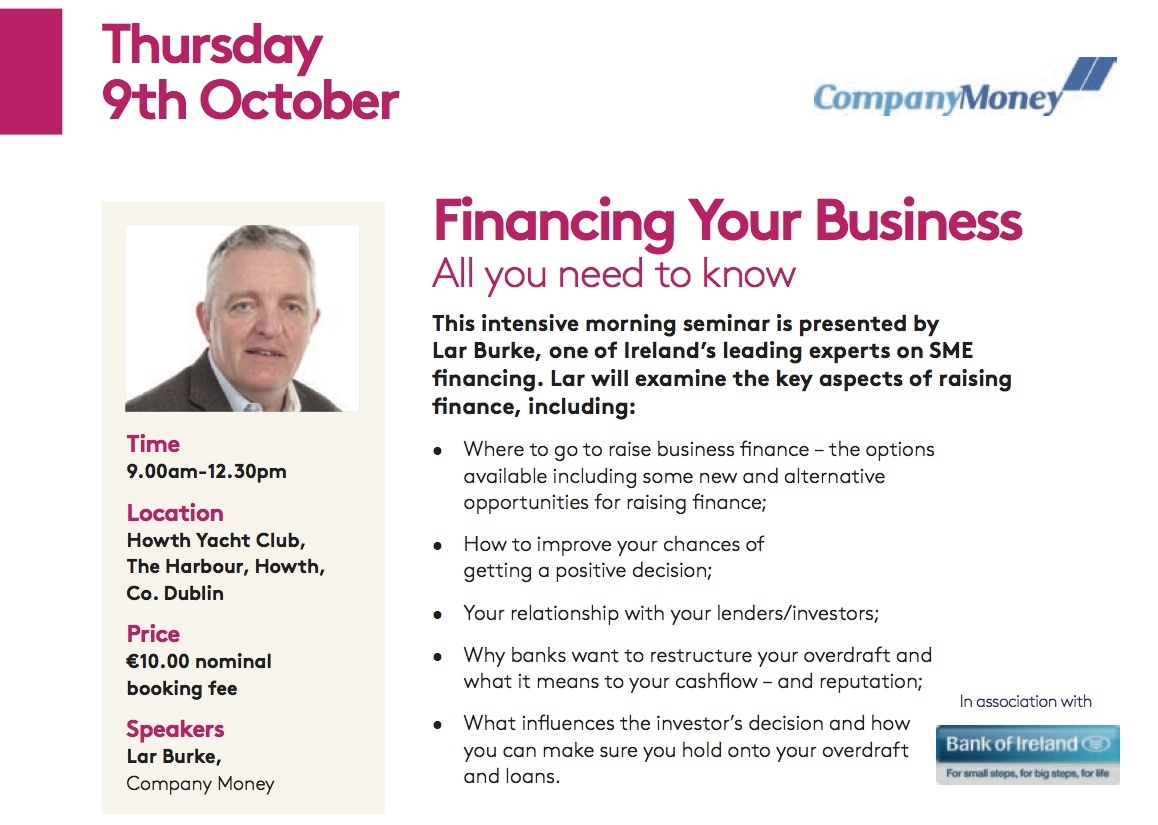 Thursday
9th October
CompanyMoney
Time
9.00am-12.30pm
Location
Howth Yacht Club,
The Harbour, Howth,
Co. Dublin
Price
€10.00 nominal
booking fee
Speakers
Lar Burke,
Company Money
Financing Your Business
All you need to know
This intensive morning seminar is presented by
Lar Burke, one of Ireland’s leading experts on SME
financing. Lar will examine the key aspects of raising
finance, including:
• Where to go to raise business finance – the options
available including some new and alternative
opportunities for raising finance;
• How to improve your chances of
getting a positive decision;
• Your relationship with your lenders/investors;
• Why banks want to restructure your overdraft and
what it means to your cashflow – and reputation;
• What influences the investor’s decision and how
you can make sure you hold onto your overdraft
and loans.
In association with
Bank of Ireland
For small steps, for big steps, for life